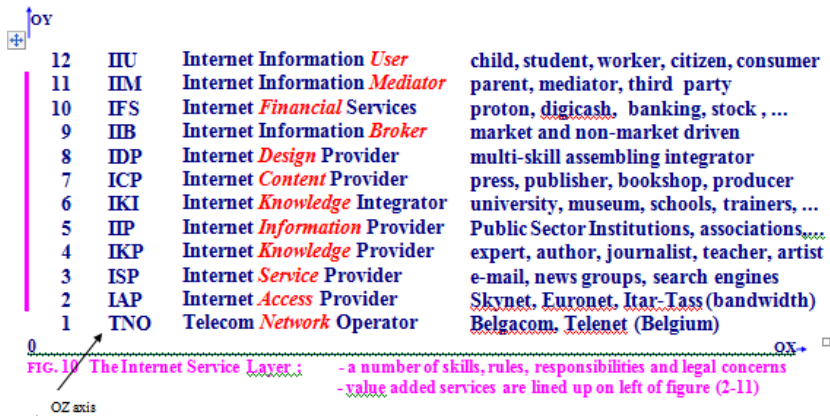 OY
12 IIU Internet Information User child, student, worker, citizen, consumer
11 IIM Internet Information Mediator parent, mediator, third party
10 IFS Internet Financial Services proton, digicash, banking, stock , ...
9 IIB Internet Information Broker market and non-market driven
8 IDP Internet Design Provider multi-skill assembling integrator
7 ICP Internet Content Provider press, publisher, bookshop, producer
6 IKI Internet Knowledge Integrator university, museum, schools, trainers, ...
5 IIP Internet Information Provider Public Sector Institutions, associations,...
4 IKP Internet Knowledge Provider expert, author, journalist, teacher, artist
3 ISP Internet Service Provider e-mail, news groups, search engines
2 IAP Internet Access Provider Skynet, Euronet, Itar-Tass (bandwidth)
1 TNO Telecom Network Operator Belgacom, Telenet (Belgium)
0 OX
FIG. 10 The Internet Service Layer : - a number of skills, rules, responsibilities and legal concerns
- value added services are lined up on left of figure (2-11)
OZ axis